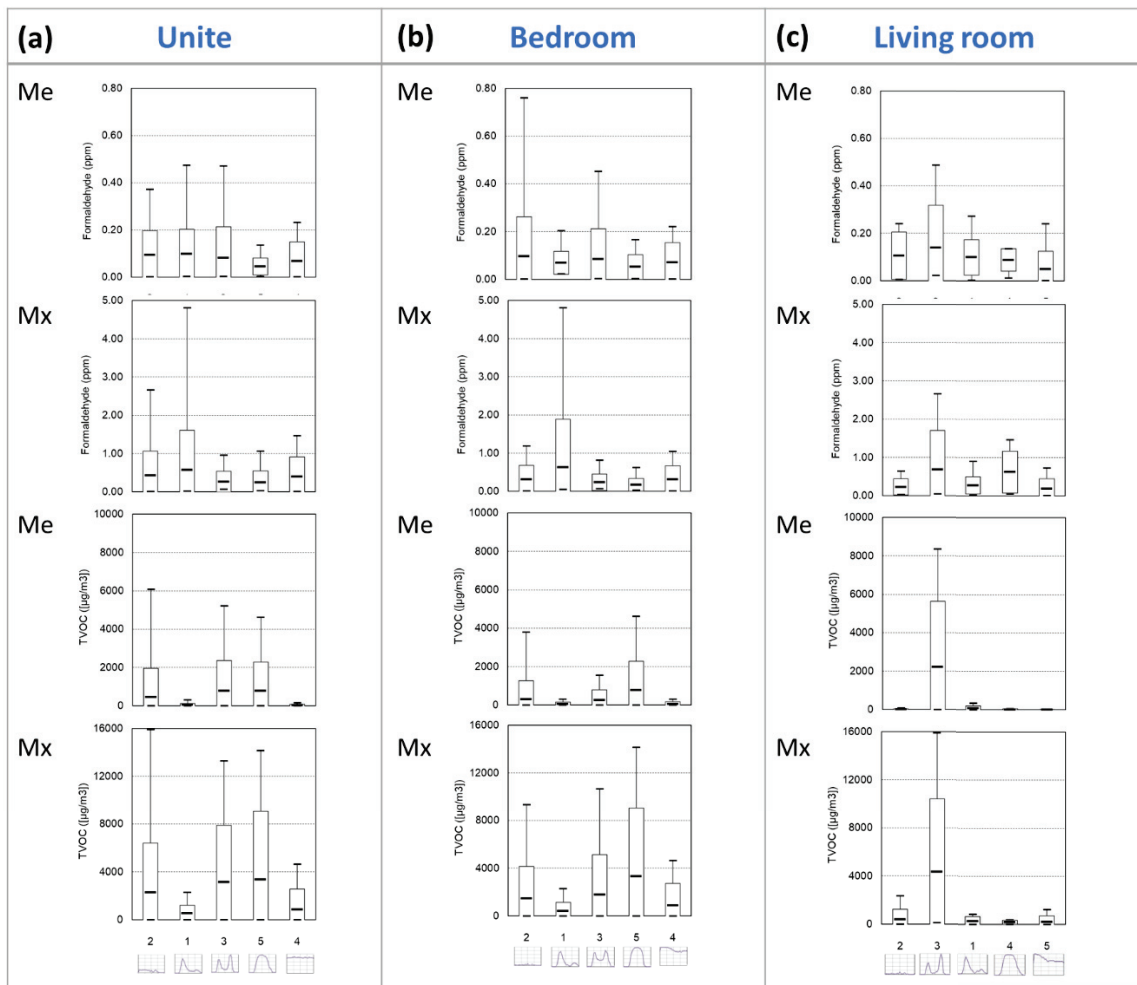 (a) Unite
(b) Bedroom
(c) Living room
Me
Formaldehyde (ppm)
0.80
0.60
0.40
0.20
0.00
Me
Formaldehyde (ppm)
0.80
0.60
0.40
0.20
0.00
Me
Formaldehyde (ppm)
0.80
0.60
0.40
0.20
0.00
Mx
Formaldehyde (ppm)
5.00
4.00
3.00
2.00
1.00
0.00
Mx
Formaldehyde (ppm)
5.00
4.00
3.00
2.00
1.00
0.00
Mx
Formaldehyde (ppm)
5.00
4.00
3.00
2.00
1.00
0.00
Me
TVOC ([µg/m3])
10000
8000
6000
4000
2000
0
Me
TVOC ([µg/m3])
10000
8000
6000
4000
2000
0
Me
TVOC ([µg/m3])
10000
8000
6000
4000
2000
0
Mx
TVOC ([µg/m3])
16000
12000
8000
4000
0
2 1 3 5 4
Mx
TVOC ([µg/m3])
16000
12000
8000
4000
0
2 1 3 5 4
Mx
TVOC ([µg/m3])
16000
12000
8000
4000
0
2 3 1 4 5